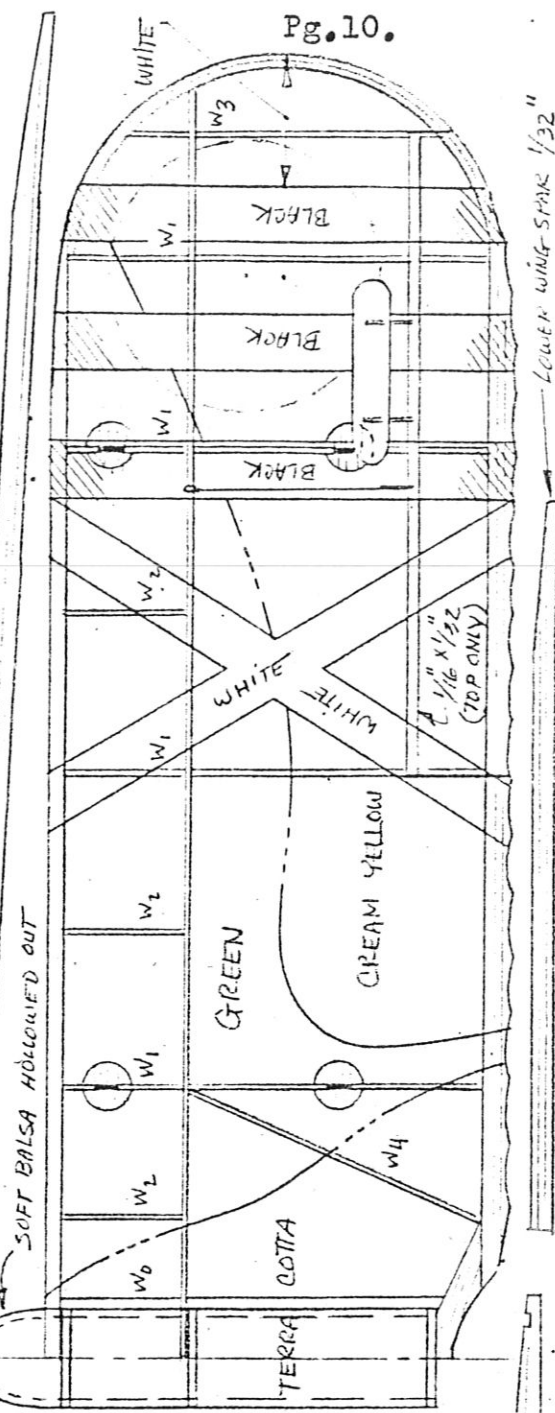 Pg.10.
WHITE
W3
BLACK
W1
BLACK
W1
BLACK
W2
WHITE
WHITE
1/16" X 1/32"
(TOP ONLY)
W1
W2
GREEN
CREAM YELLOW
W1
W2
W4
W0
TERRA COTTA
SOFT BALSA HOLLOWED OUT
LOWER WING SPAR 1/32"